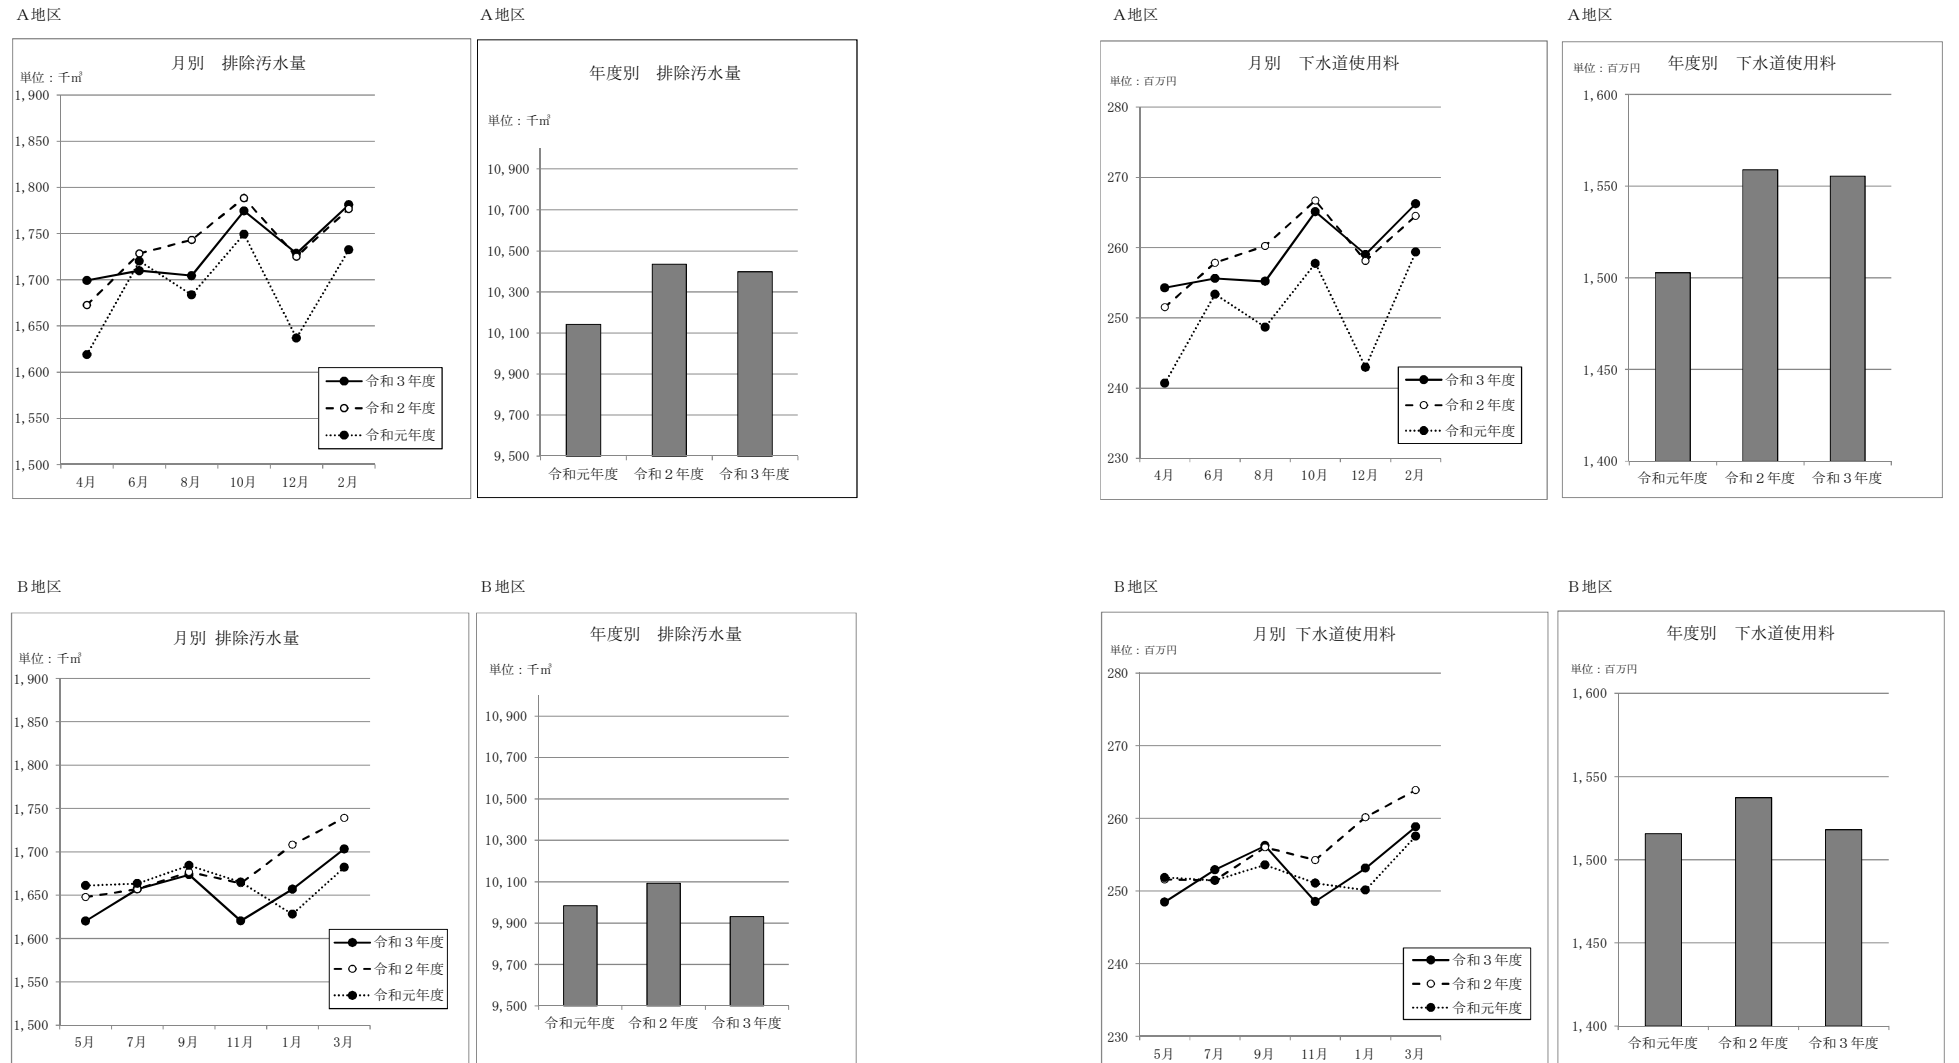 Ａ地区
月別　排除汚水量
単位：千㎥
1,900
1,850
1,800
1,750
1,700
1,650
1,600
1,550
1,500
4月 6月 8月 10月 12月 2月
令和３年度
令和２年度
令和元年度
Ａ地区
年度別　排除汚水量
単位：千㎥
10,900
10,700
10,500
10,300
10,100
9,900
9,700
9,500
令和元年度 令和２年度 令和３年度
Ａ地区
月別　下水道使用料
単位：百万円
280
270
260
250
240
230
4月 6月 8月 10月 12月 2月
令和３年度
令和２年度
令和元年度
Ａ地区
年度別　下水道使用料
単位：百万円
1,600
1,550
1,500
1,450
1,400
令和元年度 令和２年度 令和３年度
Ｂ地区
月別 排除汚水量
単位：千㎥
1,900
1,850
1,800
1,750
1,700
1,650
1,600
1,550
1,500
5月 7月 9月 11月 1月 3月
令和３年度
令和２年度
令和元年度
Ｂ地区
年度別　排除汚水量
単位：千㎥
10,900
10,700
10,500
10,300
10,100
9,900
9,700
9,500
令和元年度 令和２年度 令和３年度
Ｂ地区
月別 下水道使用料
単位：百万円
280
270
260
250
240
230
5月 7月 9月 11月 1月 3月
令和３年度
令和２年度
令和元年度
Ｂ地区
年度別　下水道使用料
単位：百万円
1,600
1,550
1,500
1,450
1,400
令和元年度 令和２年度 令和３年度